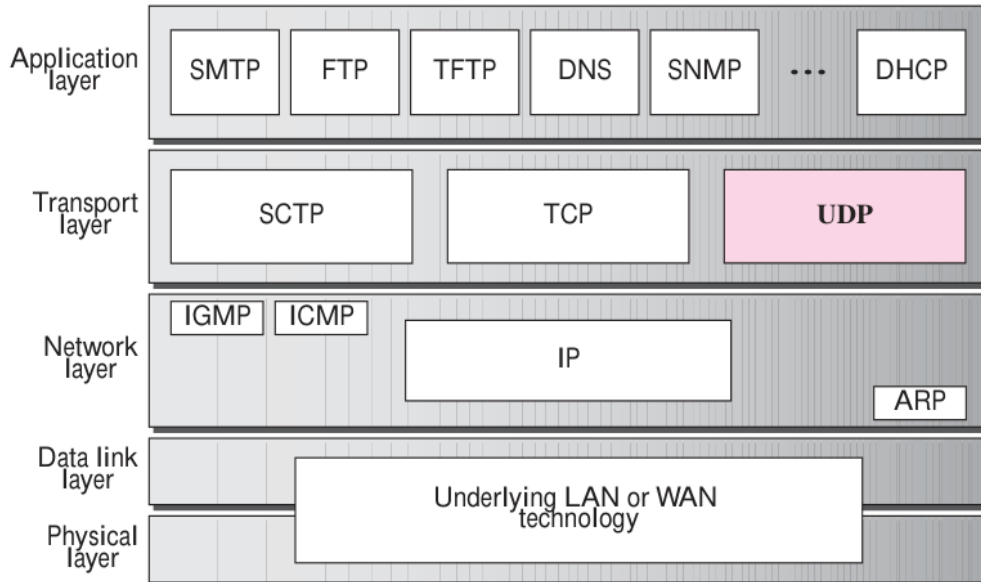 Application
layer
SMTP
FTP
TFTP
DNS
SNMP
...
DHCP
Transport
layer
SCTP
TCP
UDP
Network
layer
IGMP
ICMP
IP
ARP
Data link
layer
Underlying LAN or WAN
technology
Physical
layer